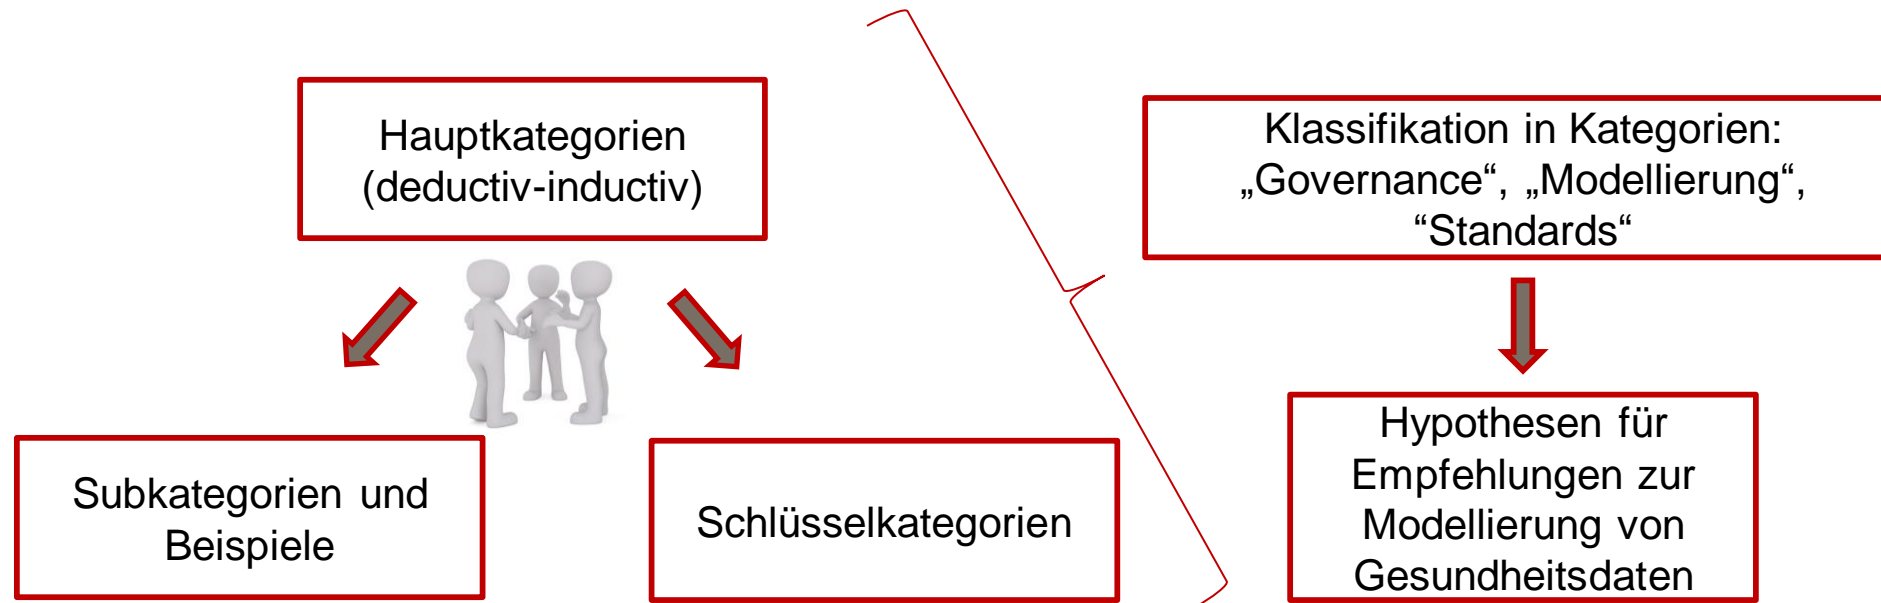 Hauptkategorien
(deductiv-inductiv)
Subkategorien und
Beispiele
Schlüsselkategorien
Klassifikation in Kategorien:
„Governance“, „Modellierung“,
“Standards“
Hypothesen für
Empfehlungen zur
Modellierung von
Gesundheitsdaten